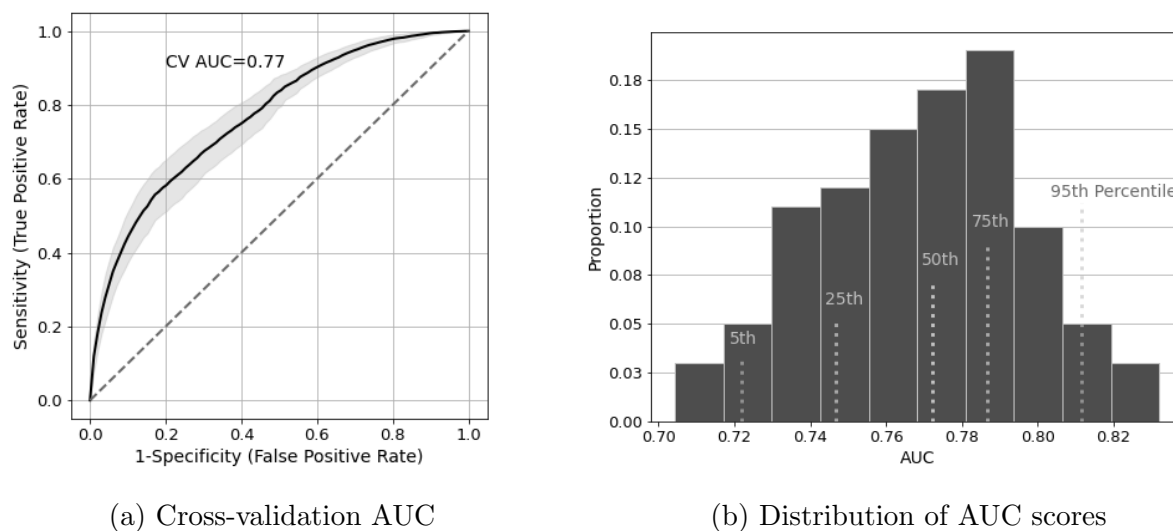 1.0
0.8
0.6
0.4
0.2
0.0
Sensitivity (True Positive Rate)
CV AUC=0.77
0.0 0.2 0.4 0.6 0.8 1.0
1-Specificity (False Positive Rate)
(a) Cross-validation AUC
0.18
0.15
0.12
0.10
0.08
0.05
0.03
0.00
Proportion
5th
25th
50th
75th
95th Percentile
0.70 0.72 0.74 0.76 0.78 0.80 0.82
AUC
(b) Distribution of AUC scores